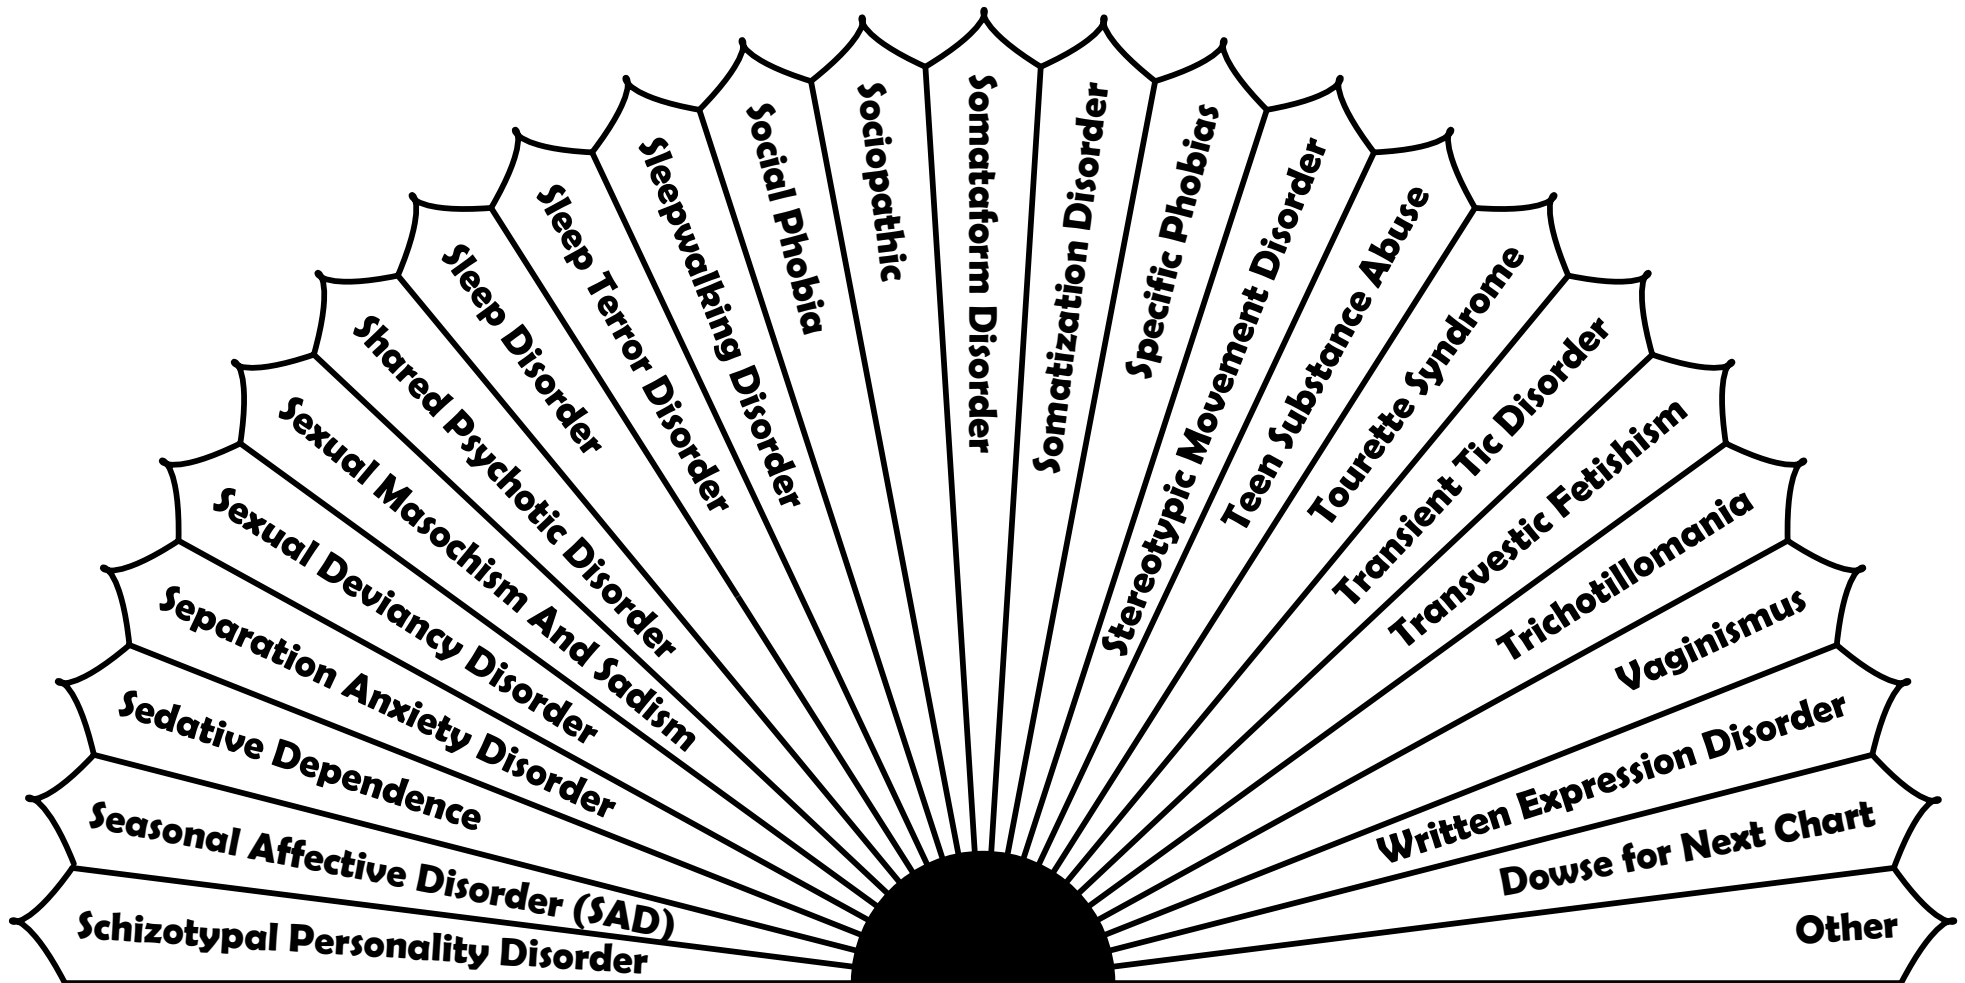 Schizotypal Personality Disorder
Seasonal Affective Disorder (SAD)
Sedative Dependence
Separation Anxiety Disorder
Sexual Deviancy Disorder
Sexual Masochism And Sadism
Shared Psychotic Disorder
Sleep Disorder
Sleep Terror Disorder
Sleepwalking Disorder
Social Phobia
Sociopathic
Somataform Disorder
Somatization Disorder
Specific Phobias
Stereotypic Movement Disorder
Teen Substance Abuse
Tourette Syndrome
Transient Tic Disorder
Transvestic Fetishism
Trichotillomania
Vaginismus
Written Expression Disorder
Dowse for Next Chart
Other